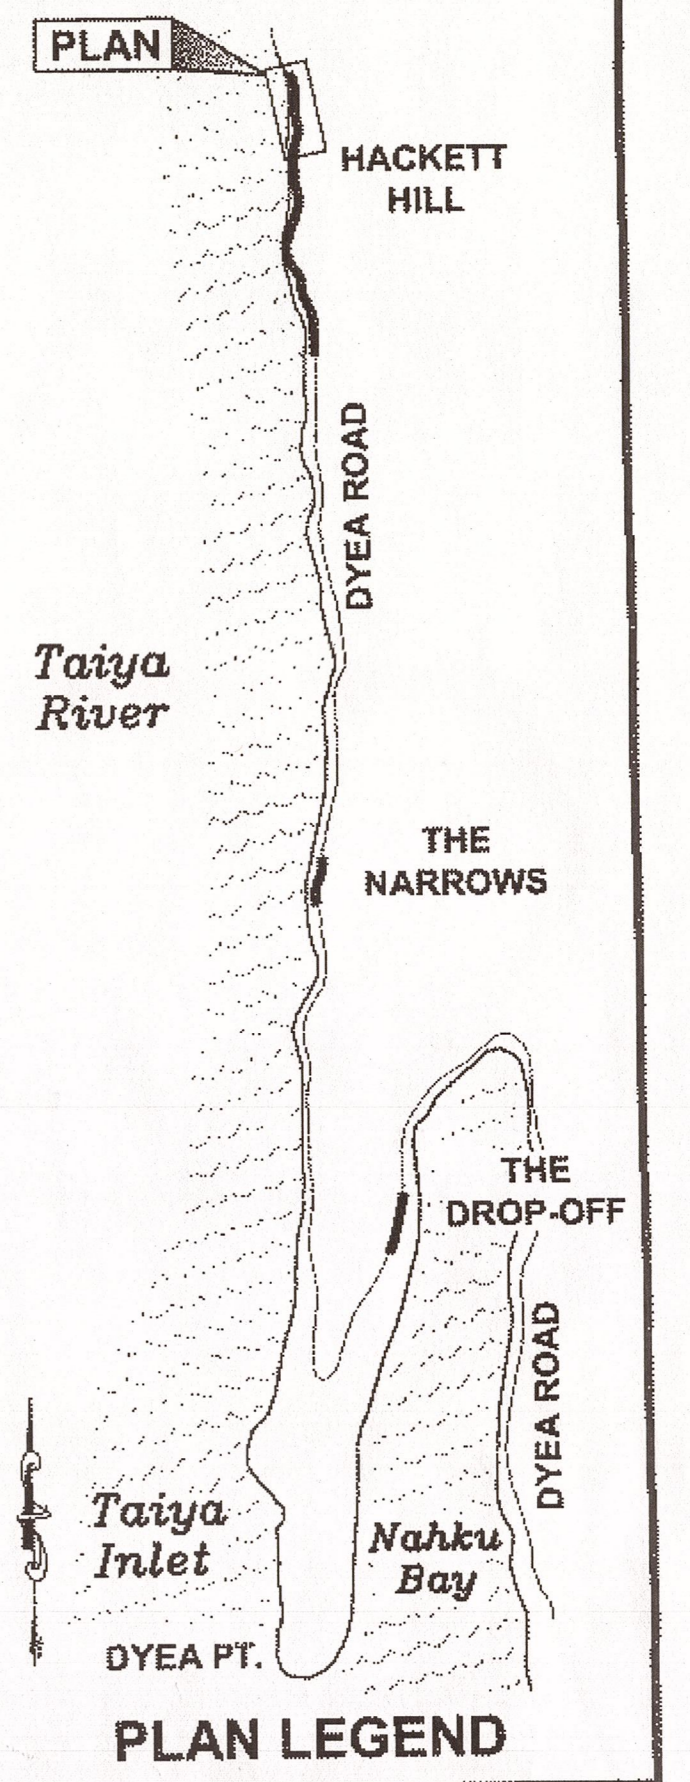 PLAN
HACKETT
HILL
DYEA ROAD
Taiya
River
THE
NARROWS
THE
DROP-OFF
DYEA ROAD
Taiya
Inlet
Nahku
Bay
DYEA PT.
PLAN LEGEND